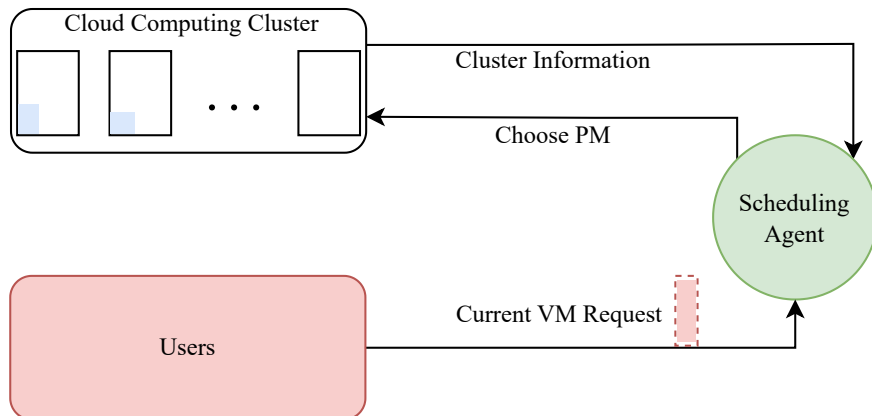 Cloud Computing Cluster
. . .
Cluster Information
Choose PM
Scheduling
Agent
Current VM Request
Users